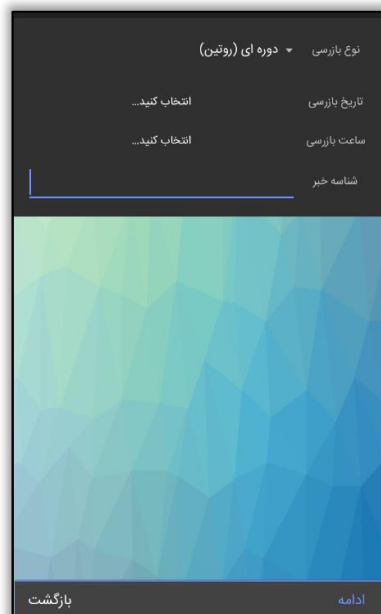 نوع بازرسی دوره ای (روتین)
تاریخ بازرسی انتخاب کنید...
ساعت بازرسی انتخاب کنید...
شناسه خبر
ادامه بازگشت